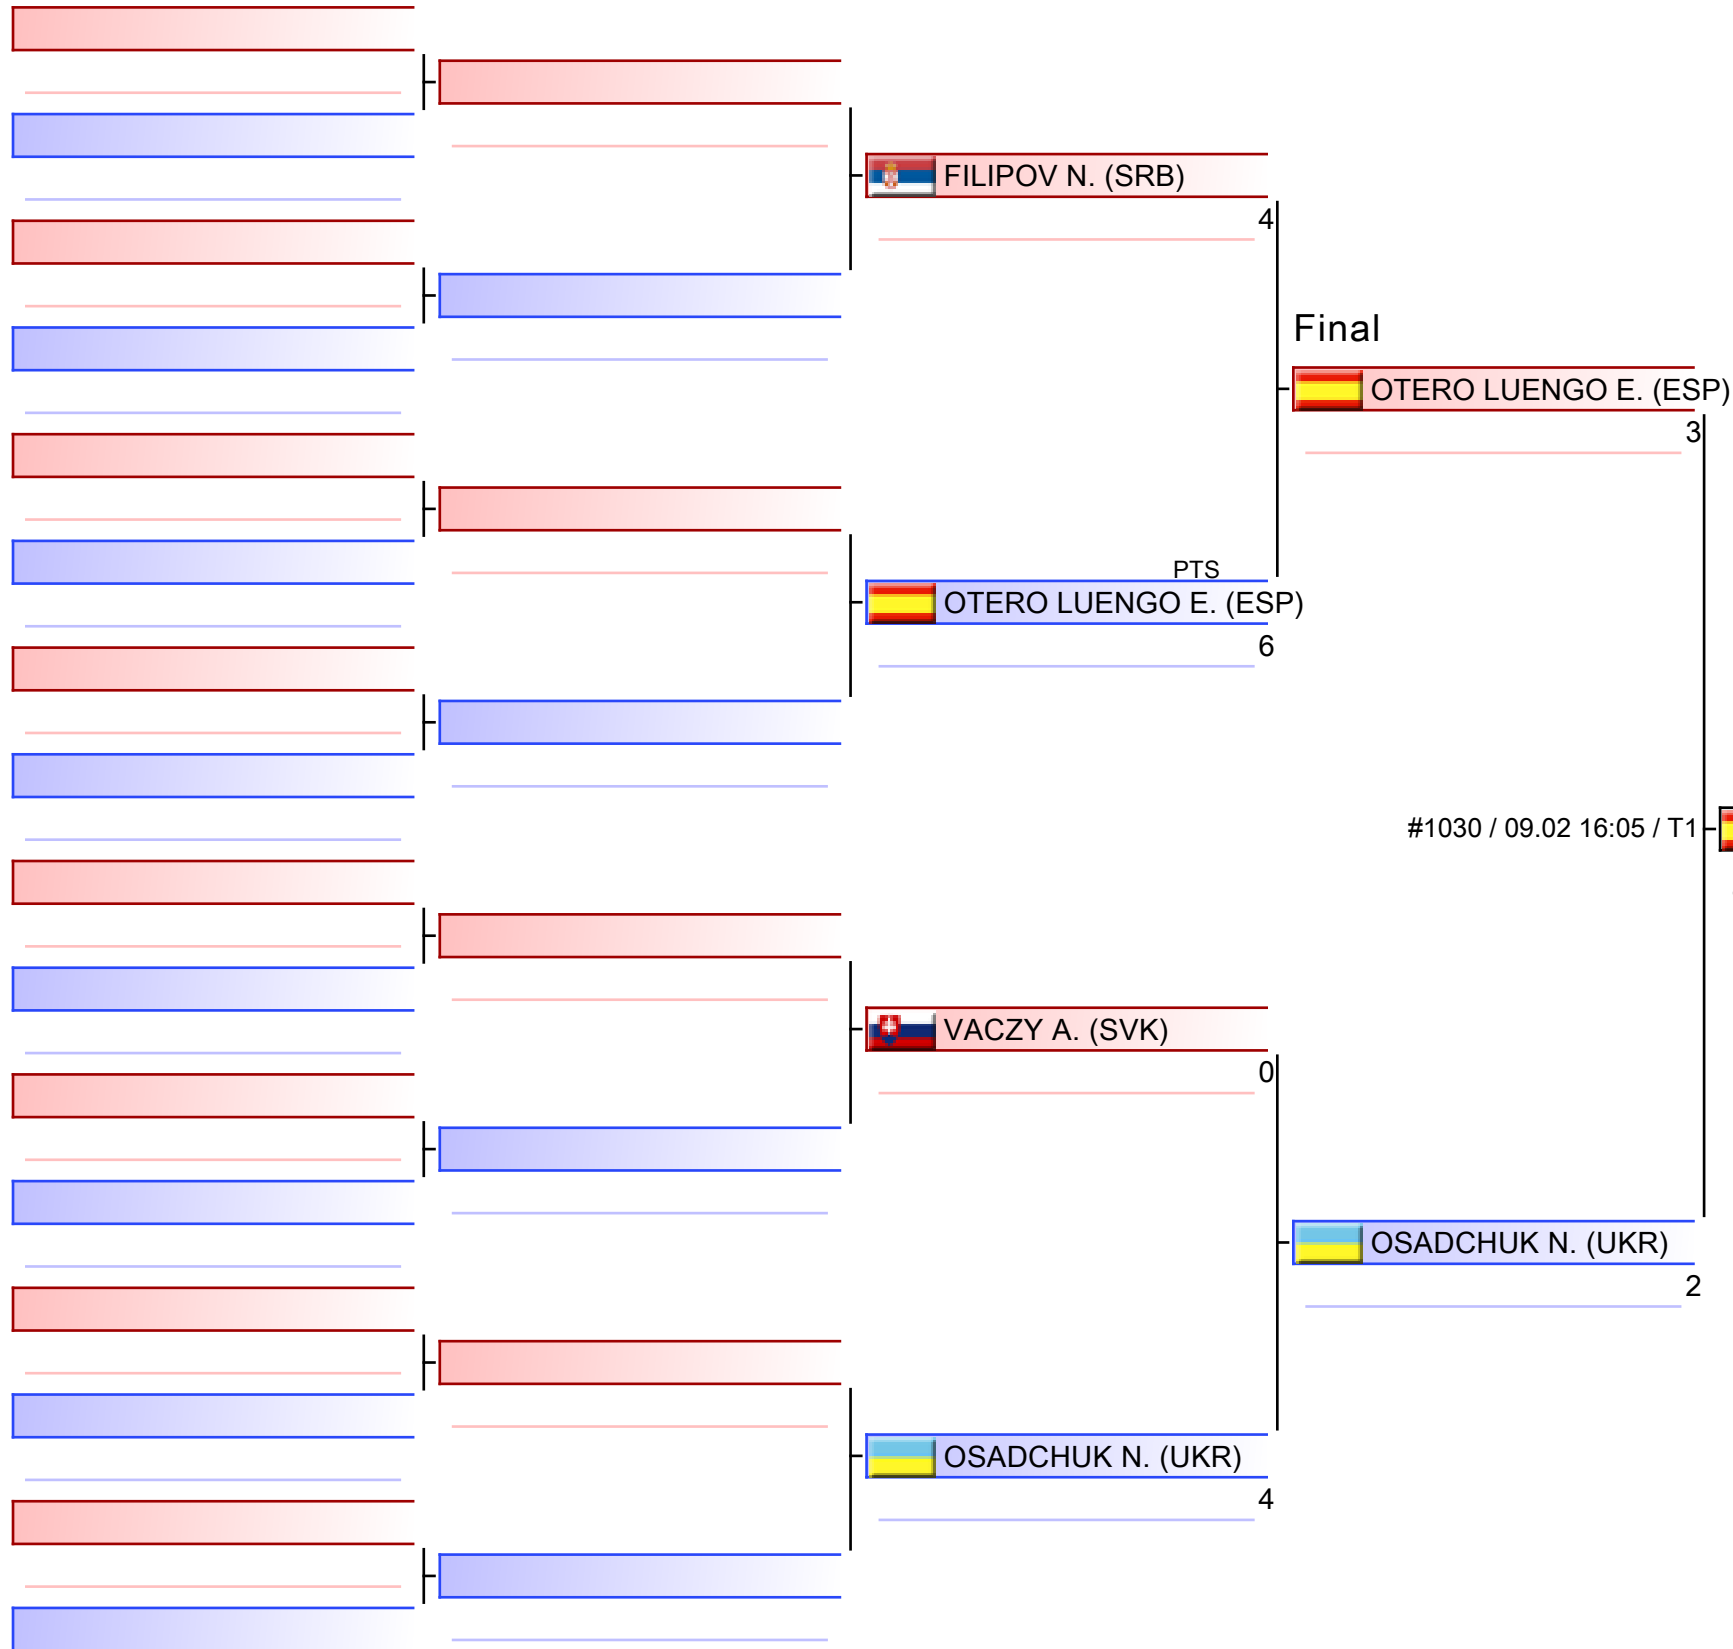 FILIPOV N. (SRB)
4
Final
OTERO LUENGO E. (ESP)
3
PTS
OTERO LUENGO E. (ESP)
6
#1030 / 09.02 16:05 / T1
VACZY A. (SVK)
0
OSADCHUK N. (UKR)
2
OSADCHUK N. (UKR)
4